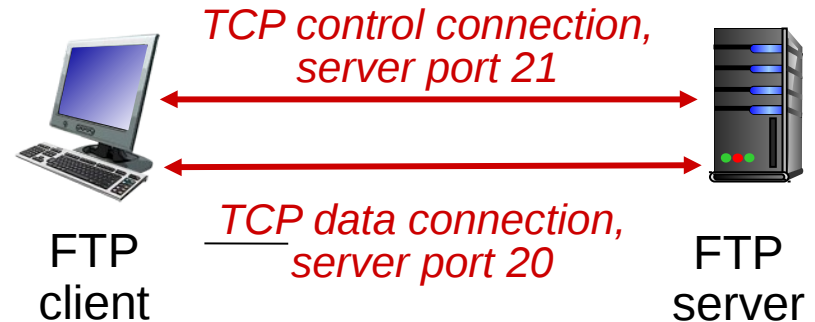 TCP control connection,
server port 21
TCP data connection,
server port 20
FTP
client
FTP
server